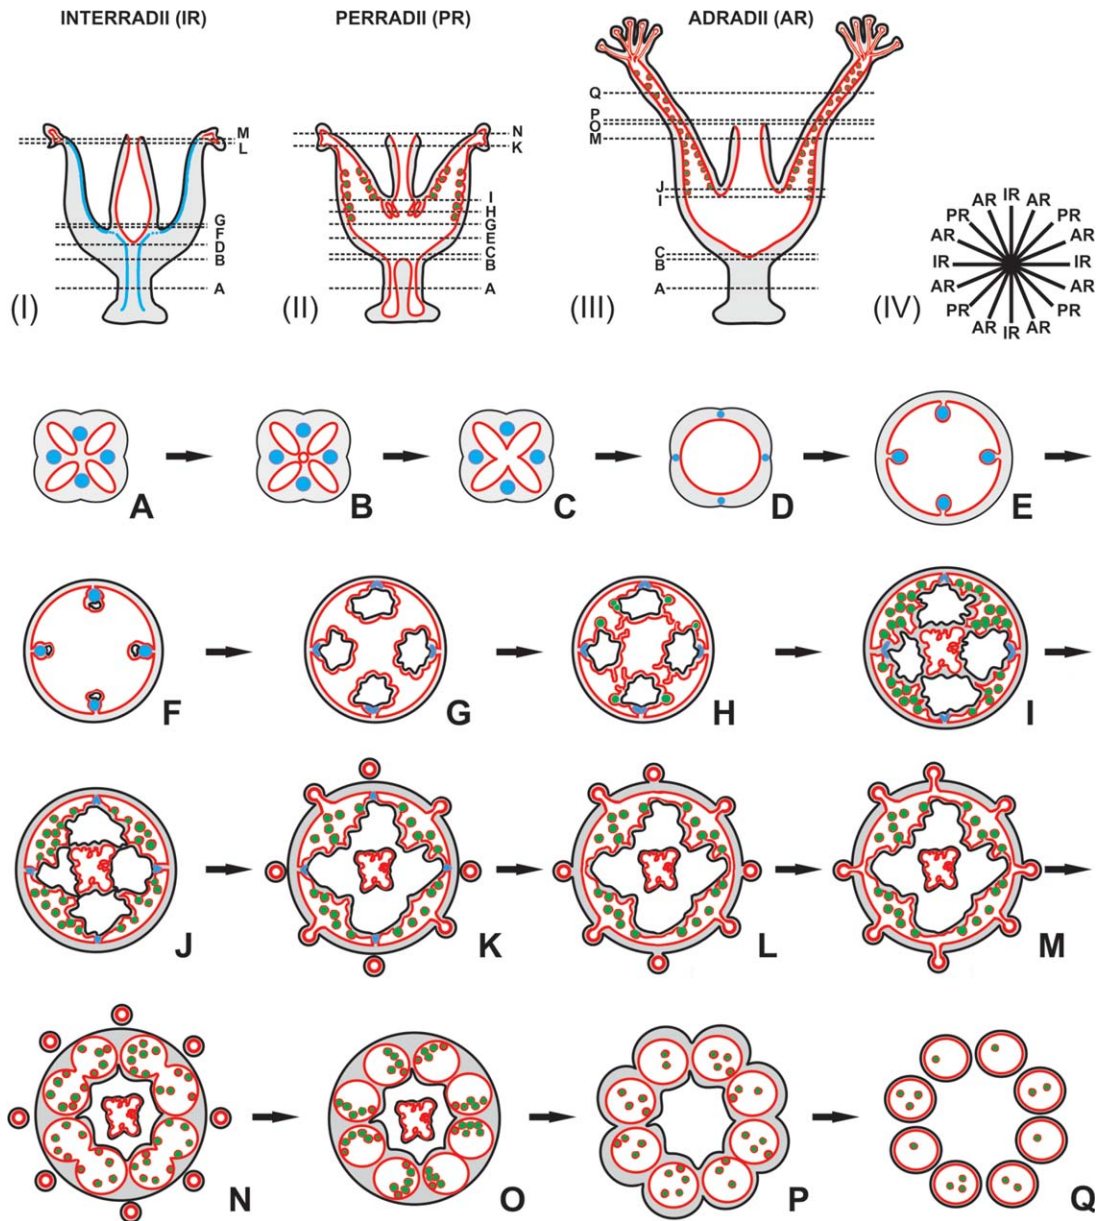 INTERRADII (IR)
PERRADII (PR)
ADRADII (AR)
M
L
G
F
D
B
A
(I)
N
K
I
H
G
E
C
B
A
(II)
Q
P
O
M
J
I
C
B
A
(III)
AR IR AR
PR PR
AR AR
IR IR
AR AR
PR PR
AR IR AR
(IV)
A B C D E
F G H I
J K L M
N O P Q